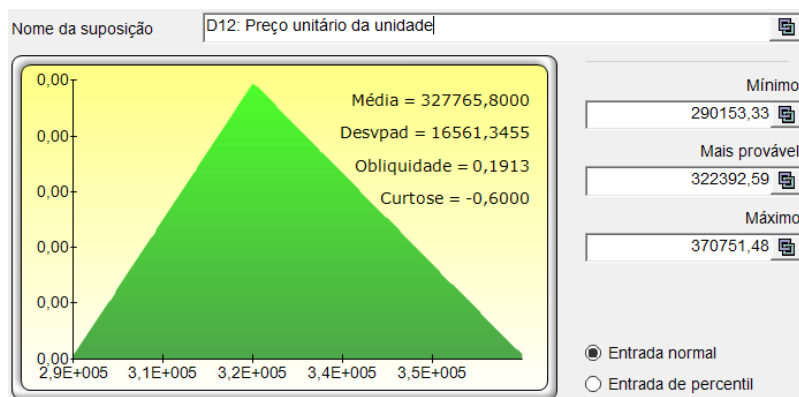 Nome da suposição
D12: Preço unitário da unidade
0,00
0,00
0,00
0,00
0,00
0,00
Média = 327765,8000
Desvpad = 16561,3455
Obliquidade = 0,1913
Curtose = -0,6000
2,9E+005 3,1E+005 3,2E+005 3,4E+005 3,5E+005
Mínimo
290153,33
Mais provável
322392,59
Máximo
370751,48
Entrada normal
Entrada de percentil